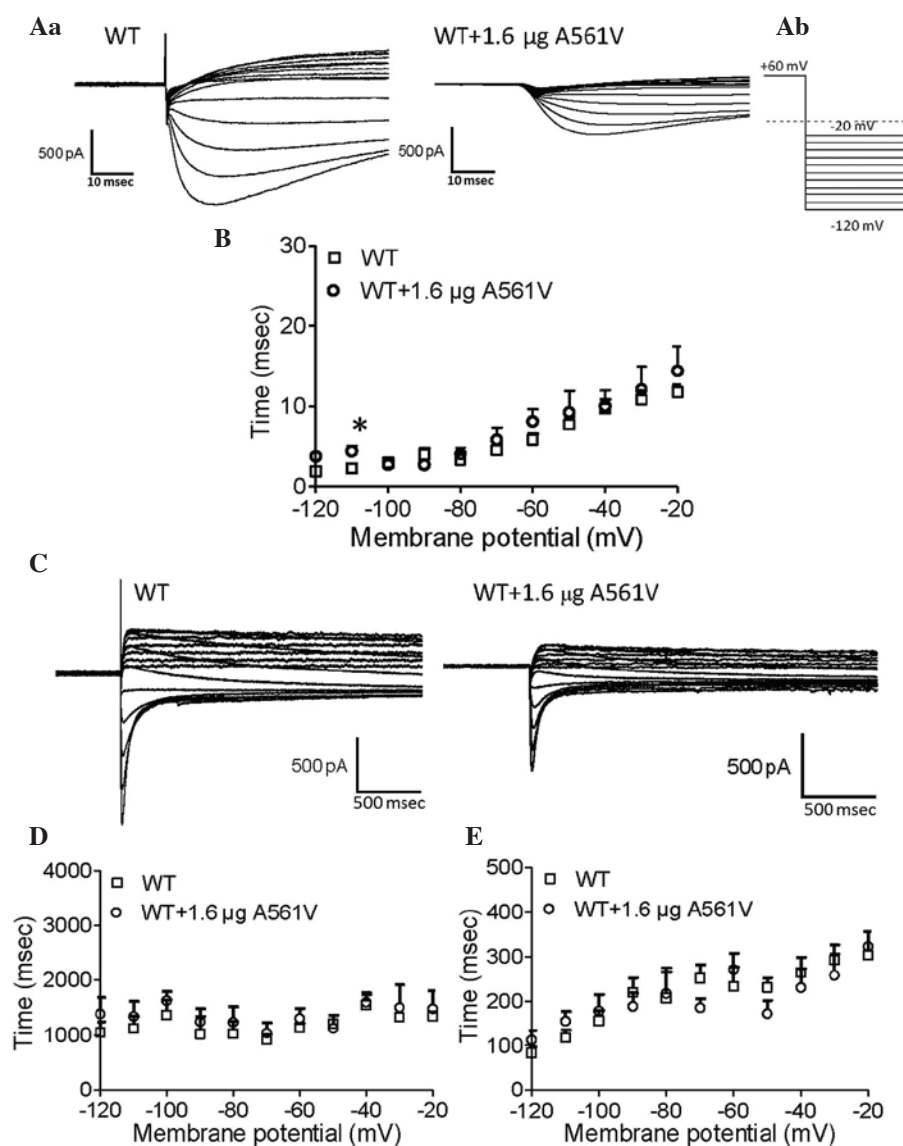 Aa
WT
WT+1.6 µg A561V
Ab
+60 mV
-20 mV
-120 mV
500 pA
10 msec
500 pA
10 msec
B
WT
WT+1.6 µg A561V
Time (msec)
30
20
10
0
*
-120 -100 -80 -60 -40 -20
Membrane potential (mV)
C
WT
WT+1.6 µg A561V
500 pA
500 msec
500 pA
500 msec
D
WT
WT+1.6 µg A561V
Time (msec)
4000
3000
2000
1000
0
-120 -100 -80 -60 -40 -20
Membrane potential (mV)
E
WT
WT+1.6 µg A561V
Time (msec)
500
400
300
200
100
0
-120 -100 -80 -60 -40 -20
Membrane potential (mV)